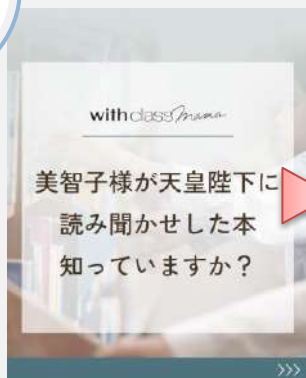 withclass mama
美智子様が天皇陛下に
読み聞かせした本
知っていますか？
>>>